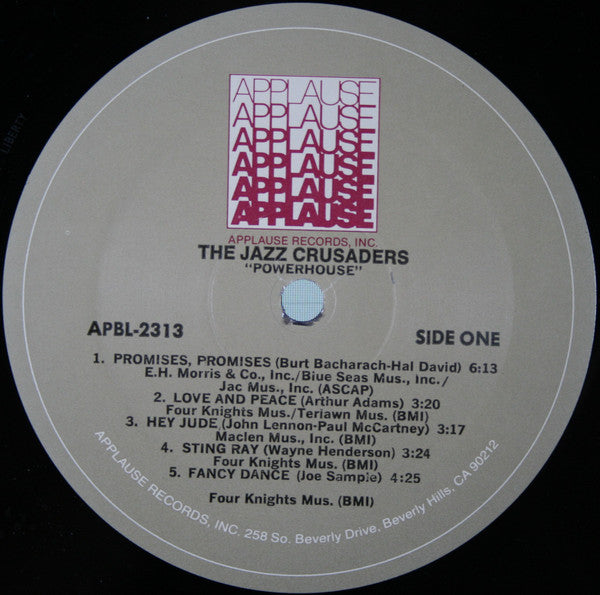 LIBERTY
APPLAUSE
APPLAUSE
APPLAUSE
APPLAUSE
APPLAUSE
APPLAUSE
APPLAUSE RECORDS, INC.
THE JAZZ CRUSADERS
"POWERHOUSE"
APBL-2313
SIDE ONE
1. PROMISES, PROMISES (Burt Bacharach-Hal David) 6:13
E.H. Morris & Co., Inc./Blue Seas Mus., Inc./
Jac Mus., Inc. (ASCAP)
2. LOVE AND PEACE (Arthur Adams) 3:20
Four Knights Mus./Teriawn Mus. (BMI)
3. HEY JUDE (John Lennon-Paul McCartney) 3:17
Maclen Mus., Inc. (BMI)
4. STING RAY (Wayne Henderson) 3:24
Four Knights Mus. (BMI)
5. FANCY DANCE (Joe Sample) 4:25
Four Knights Mus. (BMI)
APPLAUSE RECORDS, INC. 258 So. Beverly Drive, Beverly Hills, CA 90212